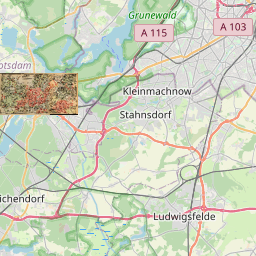 Grunewald
A 115
A 103
otsdam
Kleinmachnow
Stahnsdorf
ichendorf
Ludwigsfelde